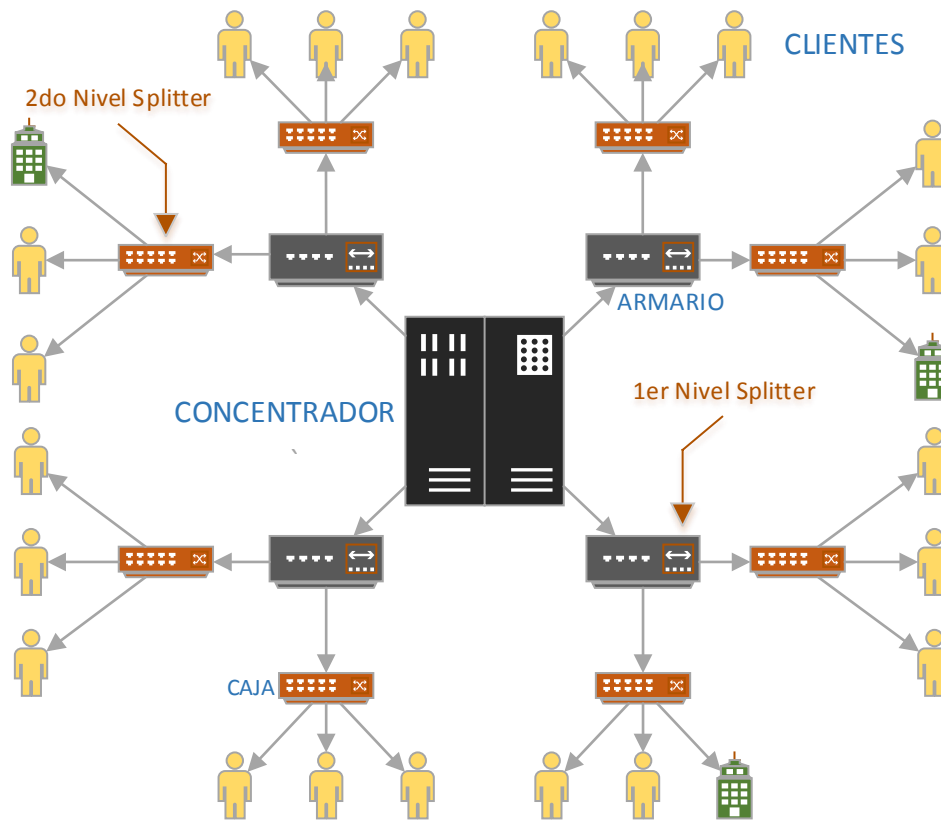 CLIENTES
2do Nivel Splitter
ARMARIO
1er Nivel Splitter
CONCENTRADOR
`
CAJA